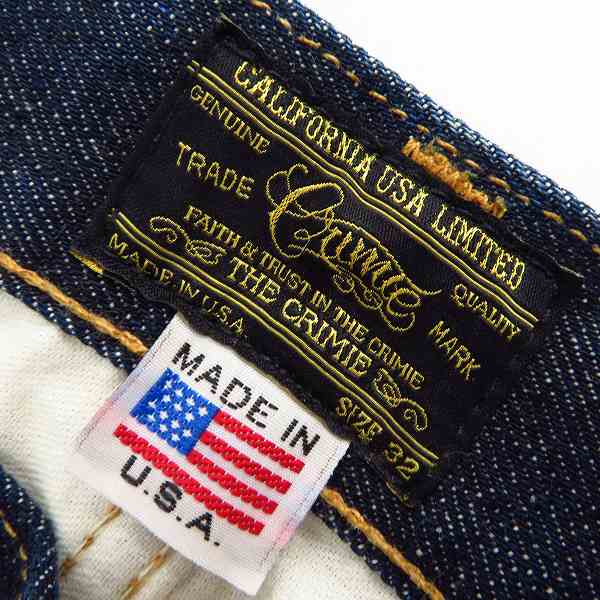 CALIFORNIA USA LIMITED
GENUINE QUALITY
TRADE Crimie MARK.
FAITH & TRUST IN THE CRIMIE
THE CRIMIE
MADE IN U.S.A. SIZE 32
MADE IN
U.S.A.